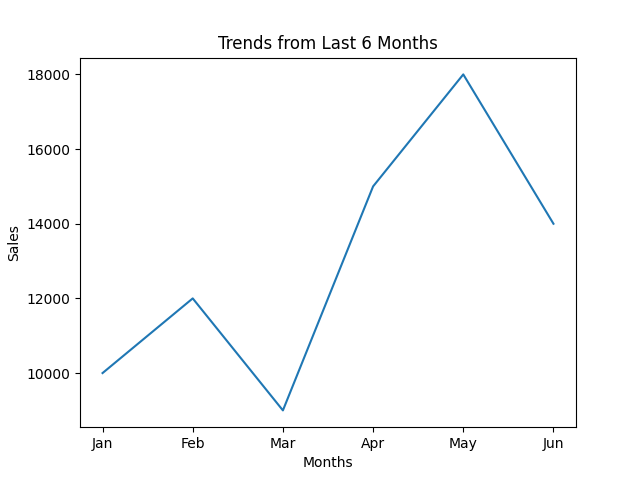 Trends from Last 6 Months
18000
16000
14000
12000
10000
Sales
Jan Feb Mar Apr May Jun
Months